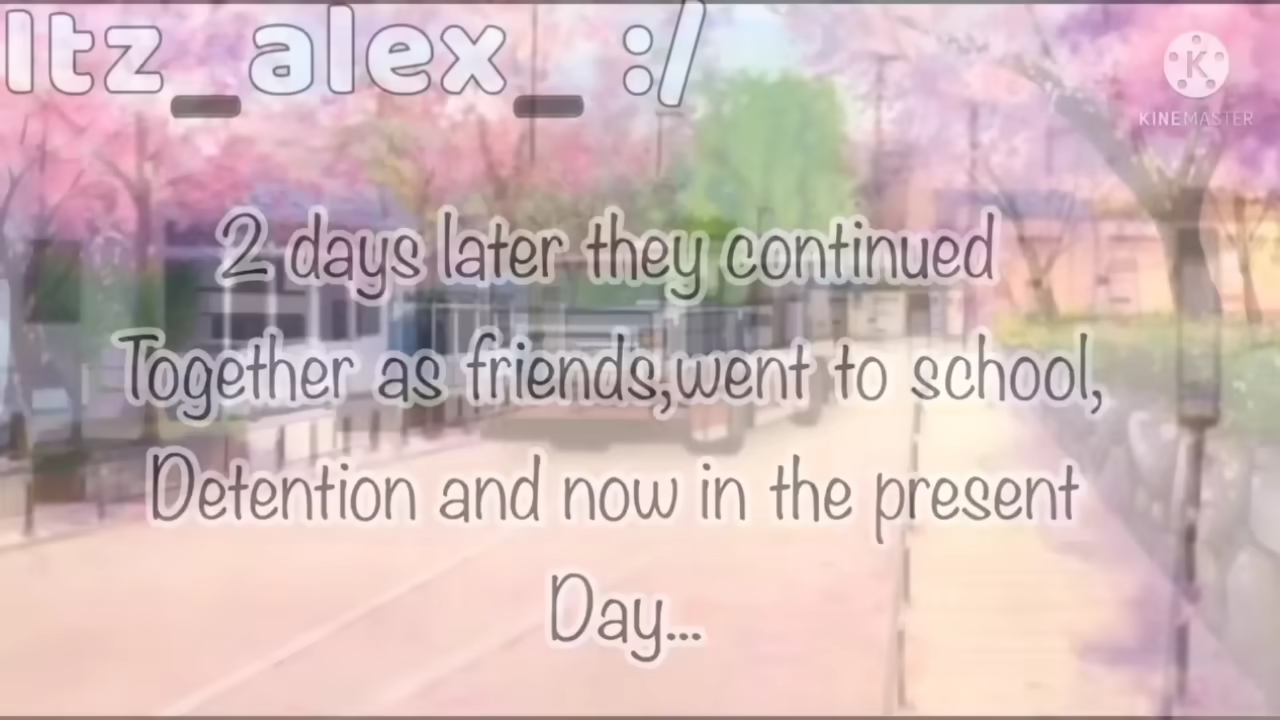 Itz_alex_ :/
KINEMASTER
2 days later they continued
Together as friends,went to school,
Detention and now in the present
Day...